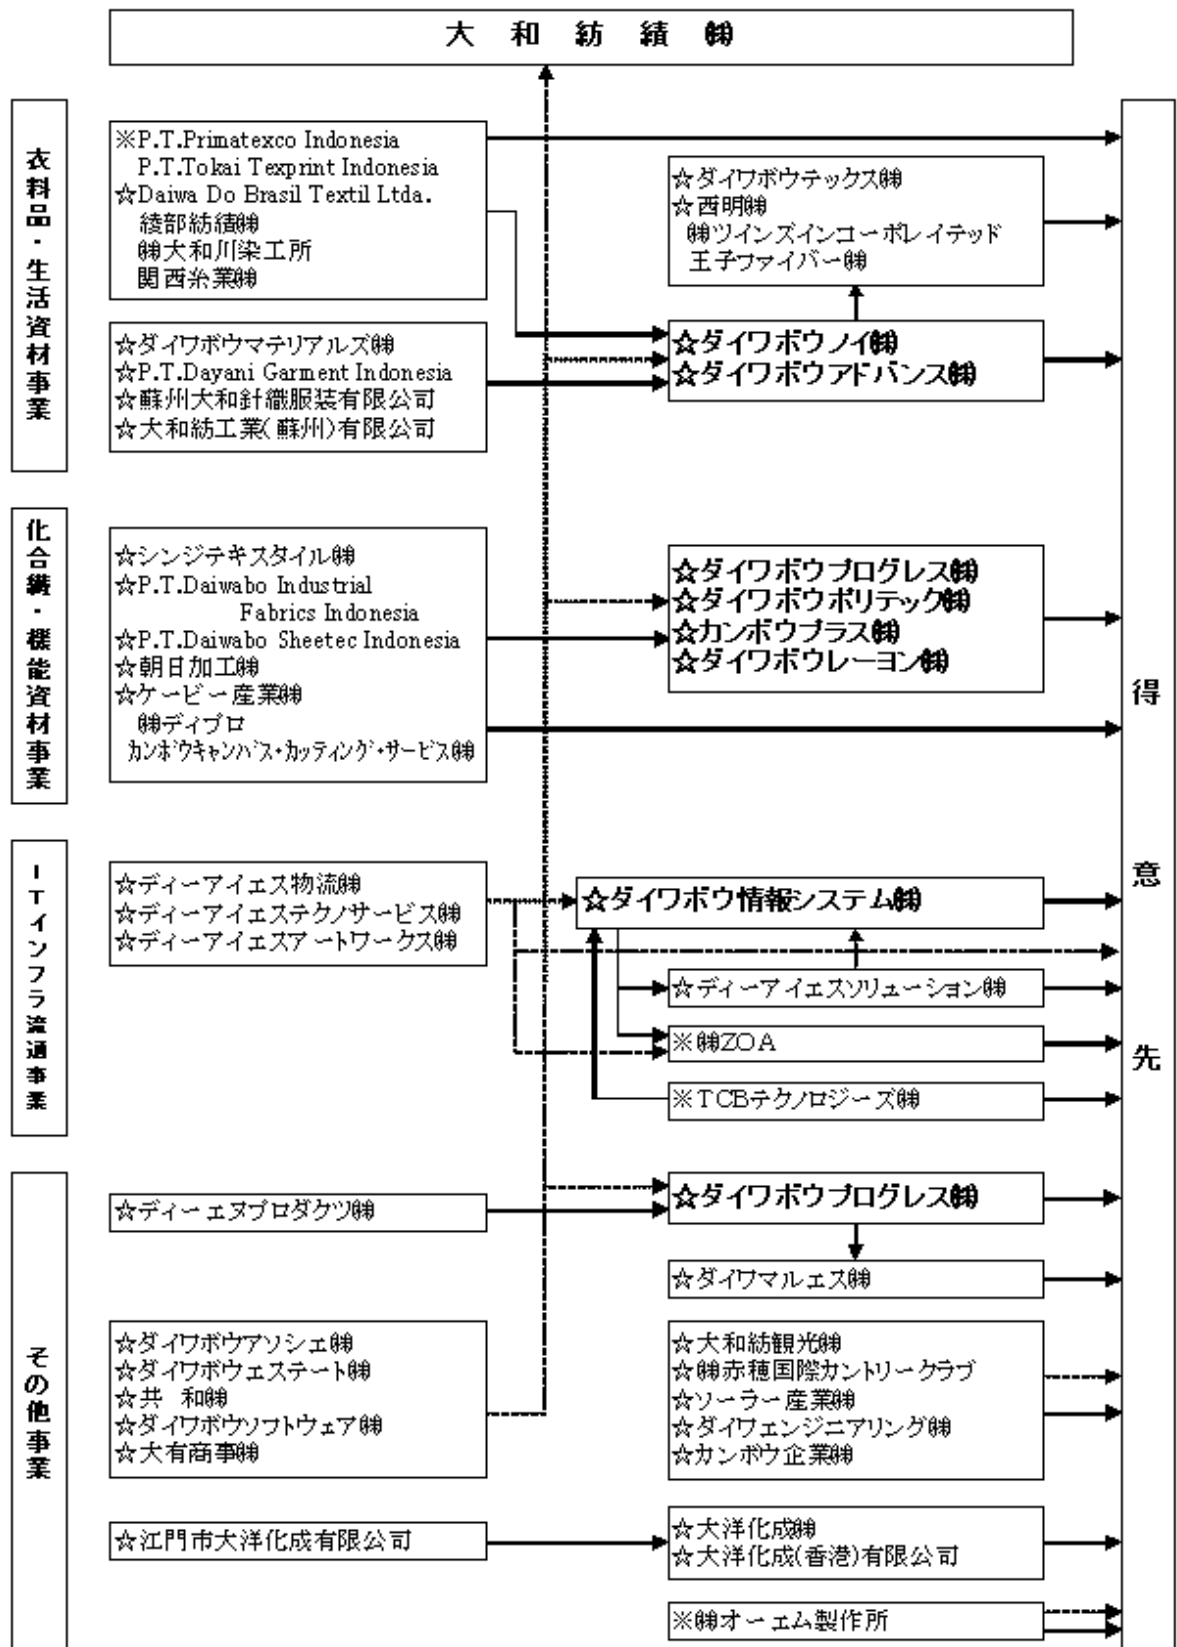 大和紡績㈱
衣料品・生活資材事業
※P.T.Primatexco Indonesia
P.T.Tokai Texprint Indonesia
☆Daiwa Do Brasil Textil Ltda.
綾部紡績㈱
㈱大和川染工所
関西糸業㈱
☆ダイワボウテックス㈱
☆西明㈱
㈱ツインズインコーポレイテッド
王子ファイバー㈱
☆ダイワボウマテリアルズ㈱
☆P.T.Dayani Garment Indonesia
☆蘇州大和針織服装有限公司
☆大和紡工業(蘇州)有限公司
☆ダイワボウノイ㈱
☆ダイワボウアドバンス㈱
化合繊・機能資材事業
☆シンジテキスタイル㈱
☆P.T.Daiwabo Industrial
Fabrics Indonesia
☆P.T.Daiwabo Sheetec Indonesia
☆朝日加工㈱
☆ケービー産業㈱
㈱ディプロ
カンボウキャンバス・カッティング・サービス㈱
☆ダイワボウプログレス㈱
☆ダイワボウポリテック㈱
☆カンボウプラス㈱
☆ダイワボウレーヨン㈱
ITインフラ流通事業
☆ディーアイエス物流㈱
☆ディーアイエステクノサービス㈱
☆ディーアイエスアートワークス㈱
☆ダイワボウ情報システム㈱
☆ディーアイエスソリューション㈱
※㈱ZOA
※TCBテクノロジーズ㈱
その他事業
☆ディーエヌプロダクツ㈱
☆ダイワボウプログレス㈱
☆ダイワマルエス㈱
☆ダイワボウアソシエ㈱
☆ダイワボウエステート㈱
☆共 和㈱
☆ダイワボウソフトウェア㈱
☆大有商事㈱
☆大和紡観光㈱
☆㈱赤穂国際カントリークラブ
☆ソーラー産業㈱
☆ダイワエンジニアリング㈱
☆カンボウ企業㈱
☆江門市大洋化成有限公司
☆大洋化成㈱
☆大洋化成(香港)有限公司
※㈱オーエム製作所
得意先